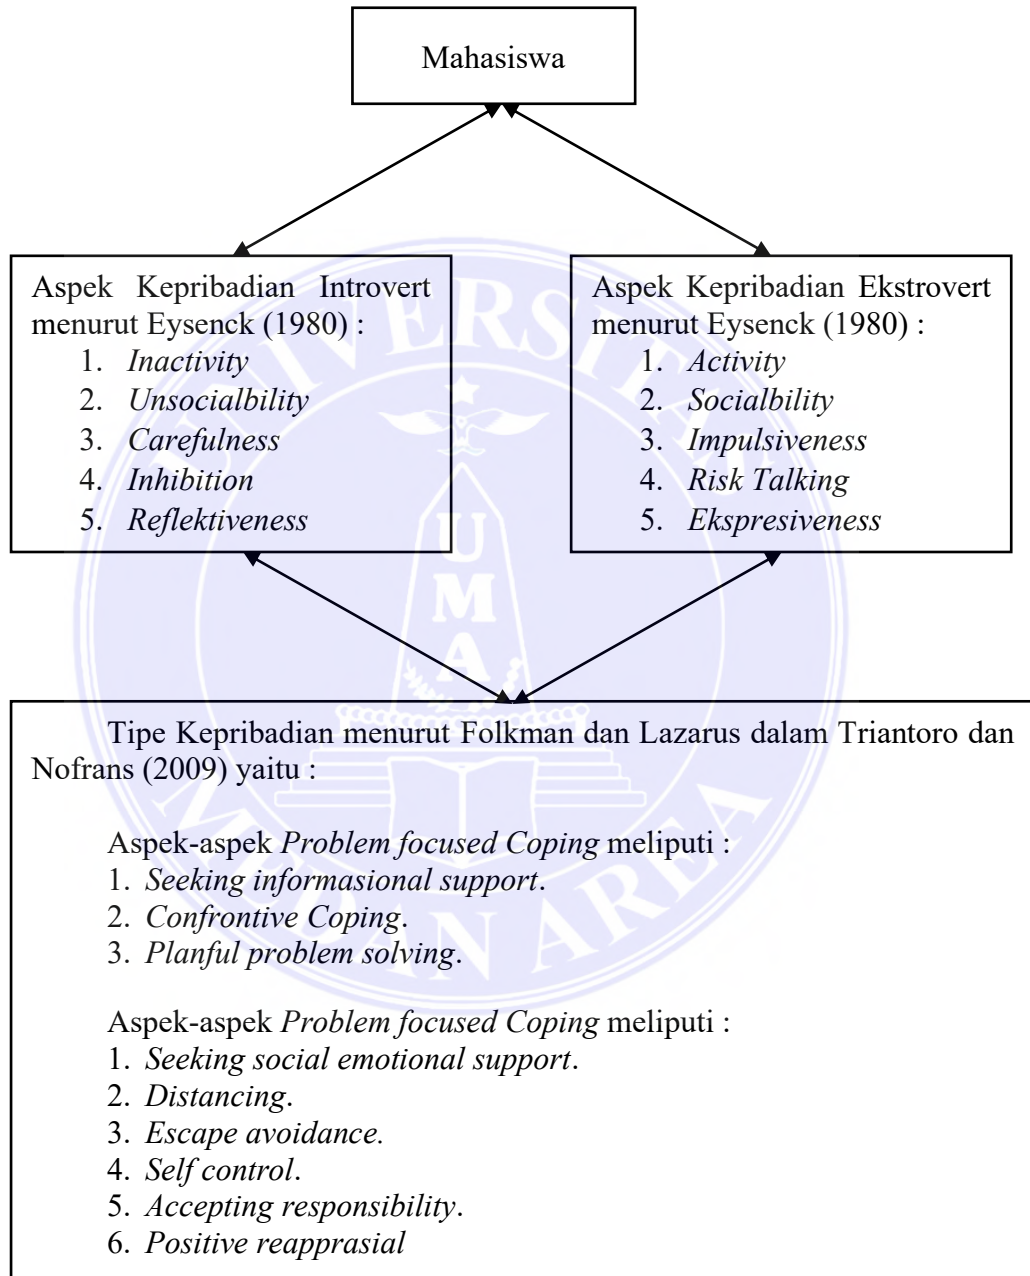 Mahasiswa
Aspek Kepribadian Introvert
menurut Eysenck (1980) :
1. Inactivity
2. Unsocialbility
3. Carefulness
4. Inhibition
5. Reflektiveness
Aspek Kepribadian Ekstrovert
menurut Eysenck (1980) :
1. Activity
2. Socialbility
3. Impulsiveness
4. Risk Talking
5. Ekspresiveness
Tipe Kepribadian menurut Folkman dan Lazarus dalam Triantoro dan
Nofrans (2009) yaitu :
Aspek-aspek Problem focused Coping meliputi :
1. Seeking informasional support.
2. Confrontive Coping.
3. Planful problem solving.
Aspek-aspek Problem focused Coping meliputi :
1. Seeking social emotional support.
2. Distancing.
3. Escape avoidance.
4. Self control.
5. Accepting responsibility.
6. Positive reapprasial
UNIVERSITAS
MEDAN AREA
UMA